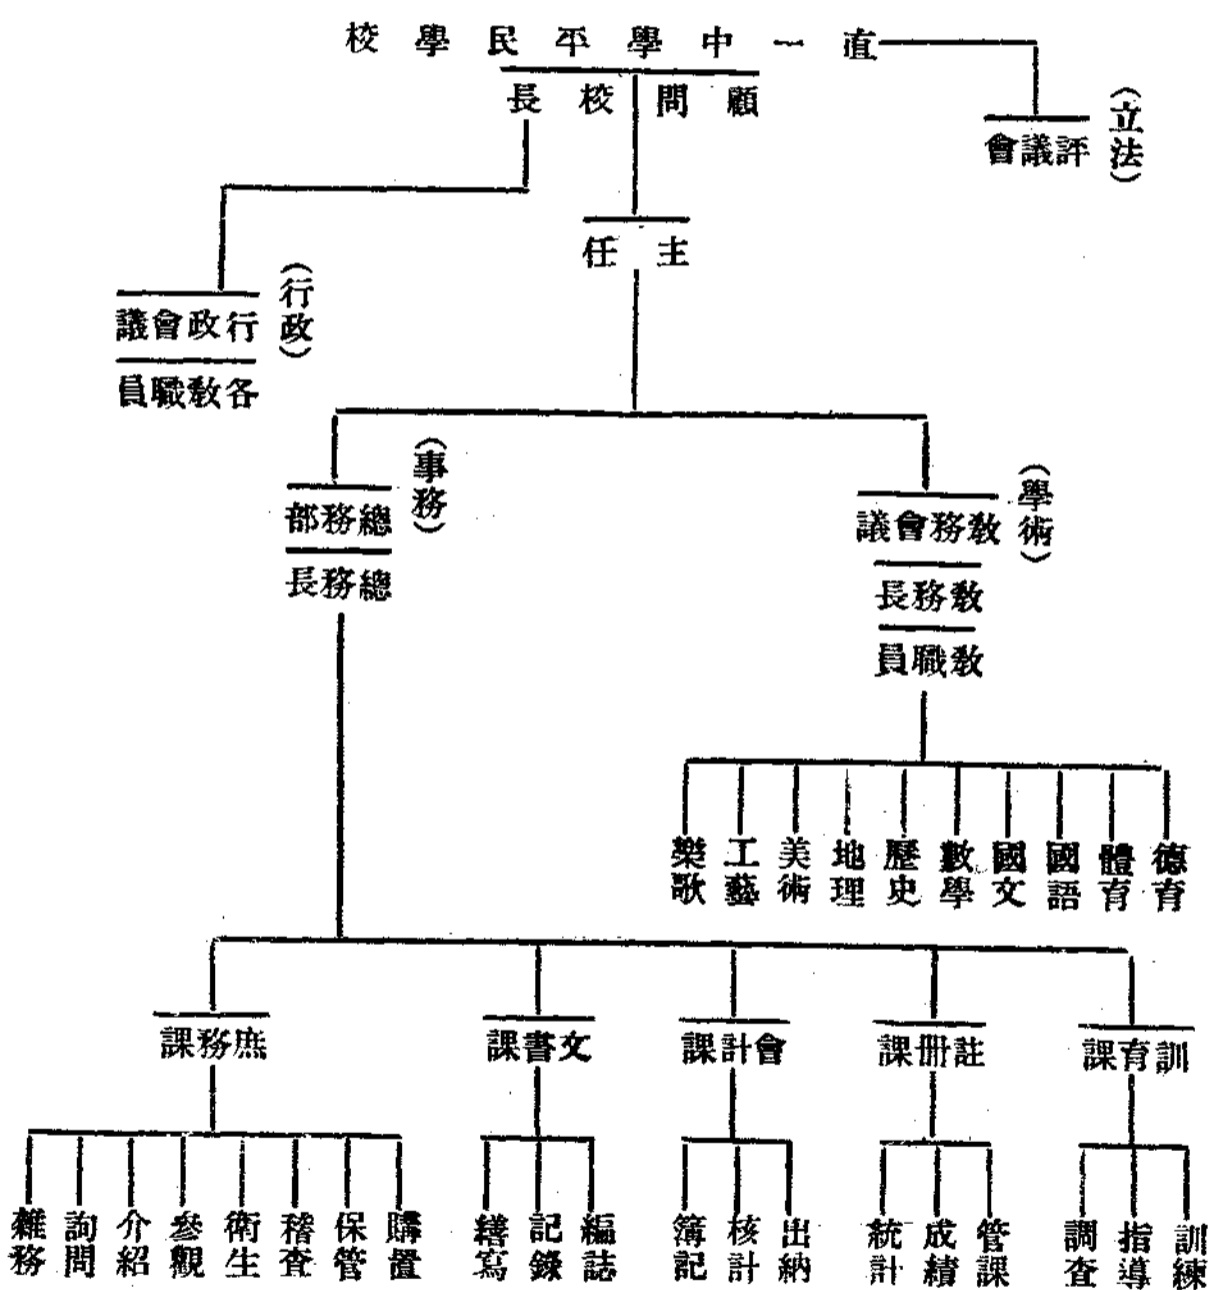 直一中學平民學校
顧問校長
(立法)
評議會
主任
(行政)
行政會議
各教職員
(學術)
教務會議
教務長
教職員
(事務)
總務部
總務長
德育
體育
國語
國文
數學
歷史
地理
美術
工藝
樂歌
訓育課
註冊課
會計課
文書課
庶務課
訓練
指導
調查
管課
成績
統計
出納
核計
簿記
編誌
記錄
繕寫
購置
保管
稽查
衛生
參觀
介紹
詢問
雜務